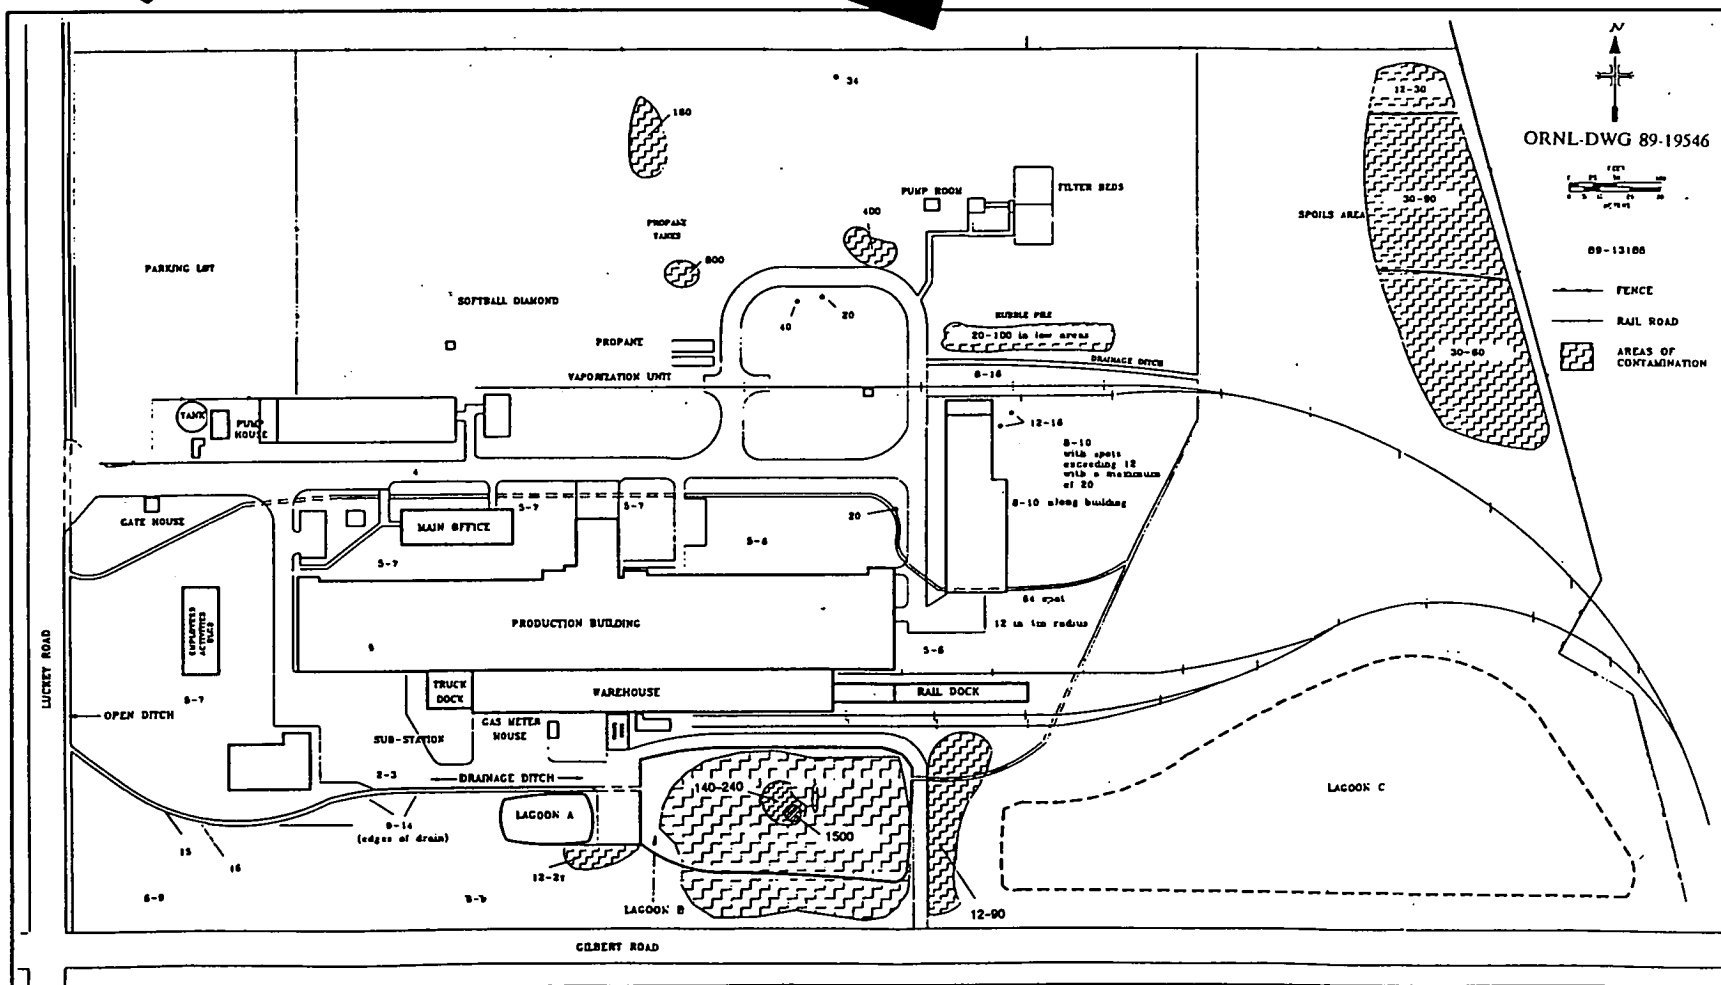 N
ORNL-DWG 89-19546
FEET
89-13188
FENCE
RAIL ROAD
AREAS OF
CONTAMINATION
34
180
12-30
30-90
SPOILS AREA
30-60
PUMP ROOM
FILTER BEDS
400
PROPANE
TANKS
800
PARKING LOT
SOFTBALL DIAMOND
40
20
RUBBLE PILE
20-100 in low areas
DRAINAGE DITCH
8-16
PROPANE
VAPORIZATION UNIT
TANK
PUMP
HOUSE
12-16
8-10
with spots
exceeding 12
with a maximum
of 20
8-10 along building
4
GATE HOUSE
MAIN OFFICE
5-7
5-7
5-7
5-6
20
64 spot
12 in 1m radius
5-6
EMPLOYEES
ACTIVITIES
BLDG
PRODUCTION BUILDING
LUCKEY ROAD
TRUCK
DOCK
WAREHOUSE
RAIL DOCK
OPEN DITCH
SUB-STATION
GAS METER
HOUSE
2-3
DRAINAGE DITCH
140-240
1500
LAGOON A
LAGOON C
9-14
(edges of drain)
15
16
12-21
LAGOON B
12-90
GILBERT ROAD